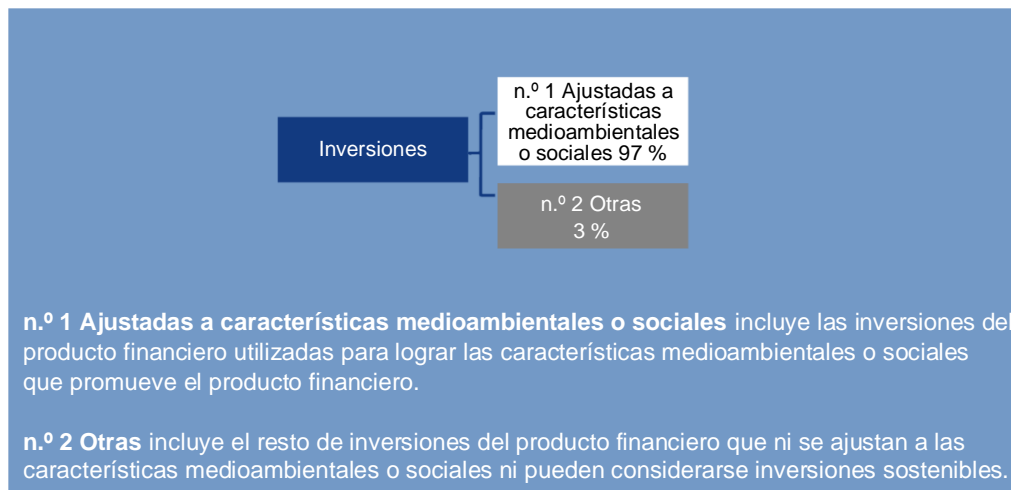 n.º 1 Ajustadas a
características
medioambientales
o sociales 97 %
Inversiones
n.º 2 Otras
3 %
n.º 1 Ajustadas a características medioambientales o sociales incluye las inversiones del
producto financiero utilizadas para lograr las características medioambientales o sociales
que promueve el producto financiero.
n.º 2 Otras incluye el resto de inversiones del producto financiero que ni se ajustan a las
características medioambientales o sociales ni pueden considerarse inversiones sostenibles.